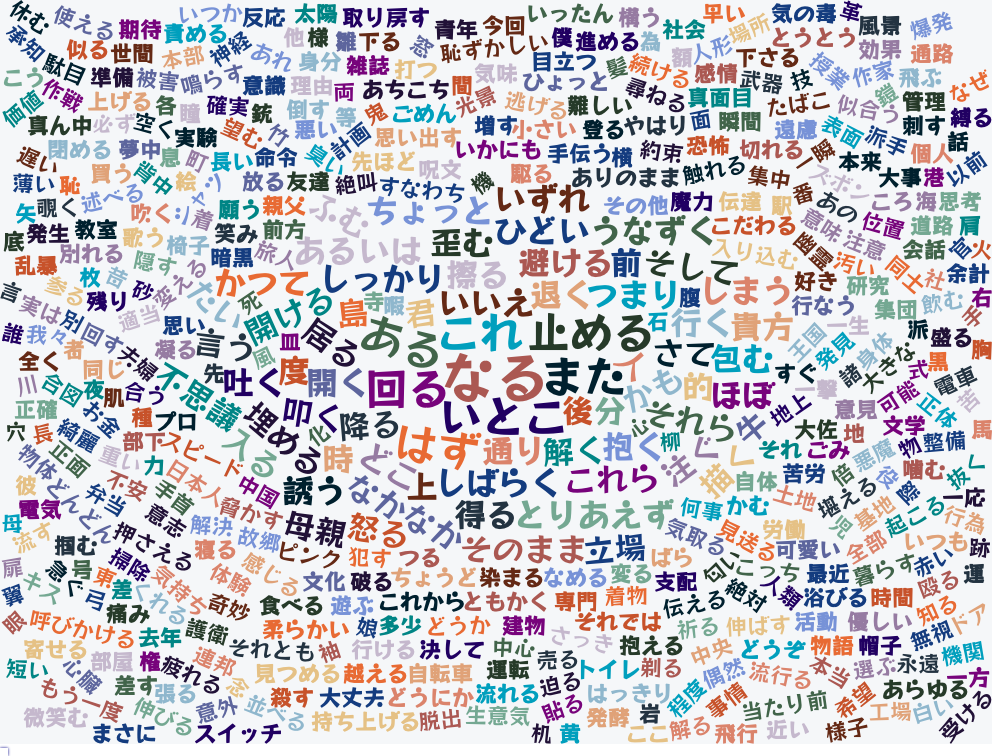 休む 使える 期待 いつか 反応 太陽 取り戻す 青年 今回 いったん 構う 社会 早い 気の毒 革 風景 爆発
承知 似る 世間 責める 神経 あれ 他 様 雛 下る 窓 恥ずかしい 僕 進める 為 額 人形 場所 とうとう 効果 通路
駄目 本部 身分 雑誌 打つ 気味 目立つ 髪 続ける 感情 下さる 武器 技 授業 作家 飛ぶ なぜ
こう 作戦 準備 被害 鳴らす 意識 理由 両 あちこち 間 ひょっと 尋ねる 真面目 たばこ 似合う 鎧 管理
価値 上げる 各 瞳 確実 銃 倒す 等 鬼 ごめん 光景 逃げる 難しい 面 瞬間 遠慮 表面 派手 刺す 縛る
真ん中 必ず 空く 実験 望む 竹 悪い 計画 思い出す 増す 小さい 登る やはり 恐怖 切れる 一瞬 本来 個人 話
遅い 閉める 夢中 息 町 長い 命令 臭い 先ほど 呪文 いかにも 手伝う 横 約束 触れる 集中 ズボン 大事 港 以前
薄い 恥 買う 背中 絵 シャツ 放る 友達 絶叫 すなわち 機 駆る ありのまま 番 あの ころ 海 思考
矢 覗く 述べる 吹く 着 願う 親父 ふむ ちょっと いずれ その他 魔力 伝達 駅 意味 位置 道路 肩
底 発生 教室 歌う 椅子 笑み 前方 あるいは 歪む ひどい うなずく こだわる 注意 会話 官 火
乱暴 別れる 隠す 変える 旅人 暗黒 しっかり 擦る 避ける 前 そして 入り込む 幽霊 汚い 同士 社 余計
参る 枚 昔 砂 だいたい かつて 死 開ける 島 寺 暇 君 いいえ 退く つまり 腹 しまう 好き 研究 飲む 右
言 実は 残り 適当 思い 居る ある これ 止める 石 行く 貴方 行なう 集団 手
誰 我々 別 回す 凝る 言う 風 皿 さて 王国 発見 一生 派 盛る
全く 者 同じ 夫婦 先 吐く 度 開く 回る なる また イ かも 的 包む すぐ 諸 身体 大きな 式 黒 胸
川 合図 夜 肌 合う 不思議 叩く いとこ 後 分 ほぼ 一撃 意見 可能 電車
正確 お金 種 プロ 埋める 化 降る はず 通り 解く 抱く 心 それら 牛 地上 大佐 文学 正体 苦
穴 長 綺麗 部下 スピード 入る 時 どこ 柳 注ぐ し それ ごみ 地 物 整備 馬
物体 正面 重い 力 日本人 誘う 上 しばらく これら 描く 自体 苦労 倍 悪魔 噛む 抜く
彼 電気 どんどん 弁当 不安 手首 脅かす 中国 なかなか 得る とりあえず 何事 かむ 土地 堪える 炎 際 一応
母 流す 掴む 押さえる 意志 解決 故郷 母親 怒る そのまま 立場 気取る 見送る 労働 児 基地 起こる 行為
扉 キス 急ぐ 号 掃除 寝る ピンク 犯す つる ばら 可愛い 全部 いつも 跡
翼 弓 東 差 気持ち 体験 感じる 文化 破る ちょうど 染まる なめる 変る 支配 匂い こっち 最近 暮らす 赤い 運
眼 痛み くれる 奇妙 食べる 遊ぶ これから ともかく 専門 着物 伝える 絶対 人類 浴びる 時間 殴る
呼びかける 去年 護衛 柔らかい 娘 多少 どうか 建物 それでは 祈る 伸ばす 活動 優しい 知る ドア
寄せる 心臓 部屋 権 疲れる 連邦 それとも 袖 行ける 決して 中心 さっき 抱える 中央 どうぞ 物語 帽子 無視 機関
短い もう 差す 張る 念 見つめる 越える 自転車 運転 売る トイレ 剃る 偶然 流行る 本当 選ぶ 永遠 一方
微笑む 一度 伸びる 意外 並べる 殺す 大丈夫 どうにか 流れる 迫る はっきり 程度 事情 当たり前 希望 あらゆる 受ける
まさに スイッチ 持ち上げる 脱出 生意気 机 貼る 黄 発酵 岩 ここ 解る 飛行 近い 様子 工場 白い